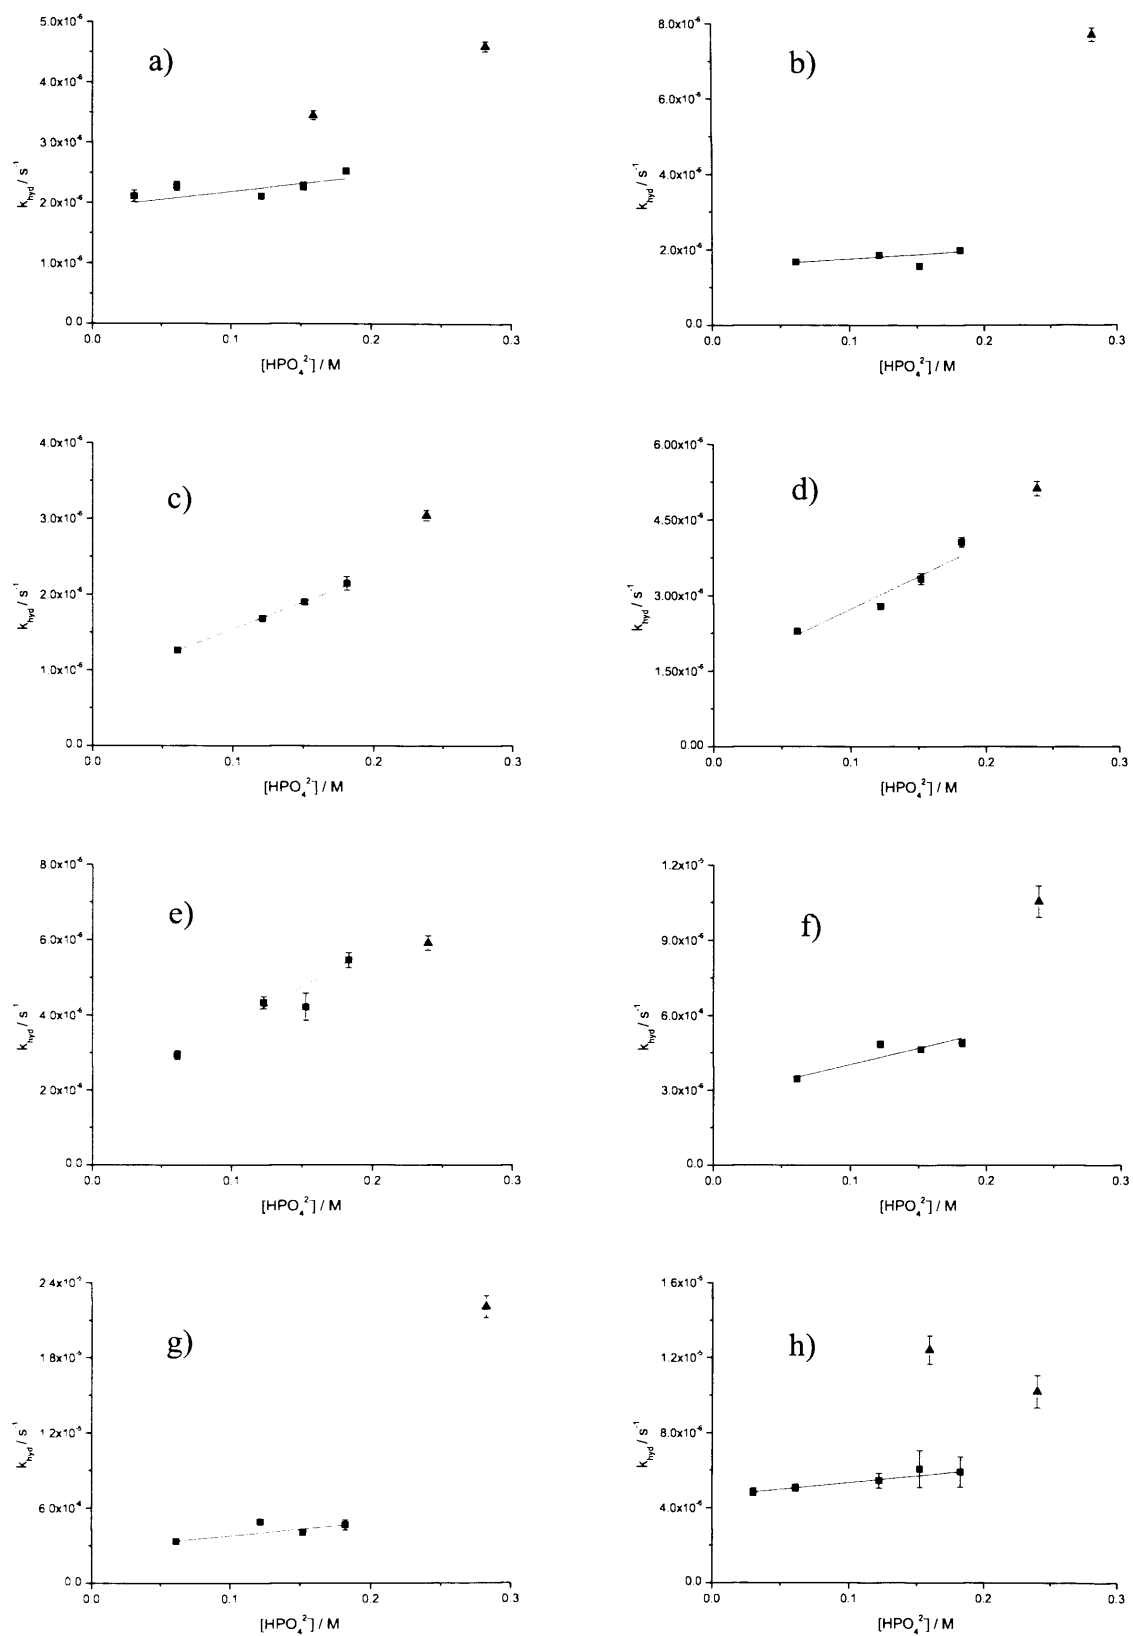 a)
5.0x10⁻⁶
4.0x10⁻⁶
3.0x10⁻⁶
2.0x10⁻⁶
1.0x10⁻⁶
0.0
k_hyd / s⁻¹
0.0 0.1 0.2 0.3
[HPO₄²⁻] / M
b)
8.0x10⁻⁶
6.0x10⁻⁶
4.0x10⁻⁶
2.0x10⁻⁶
0.0
k_hyd / s⁻¹
0.0 0.1 0.2 0.3
[HPO₄²⁻] / M
c)
4.0x10⁻⁶
3.0x10⁻⁶
2.0x10⁻⁶
1.0x10⁻⁶
0.0
k_hyd / s⁻¹
0.0 0.1 0.2 0.3
[HPO₄²⁻] / M
d)
6.00x10⁻⁶
4.50x10⁻⁶
3.00x10⁻⁶
1.50x10⁻⁶
0.00
k_hyd / s⁻¹
0.0 0.1 0.2 0.3
[HPO₄²⁻] / M
e)
8.0x10⁻⁶
6.0x10⁻⁶
4.0x10⁻⁶
2.0x10⁻⁶
0.0
k_hyd / s⁻¹
0.0 0.1 0.2 0.3
[HPO₄²⁻] / M
f)
1.2x10⁻⁵
9.0x10⁻⁶
6.0x10⁻⁶
3.0x10⁻⁶
0.0
k_hyd / s⁻¹
0.0 0.1 0.2 0.3
[HPO₄²⁻] / M
g)
2.4x10⁻⁵
1.8x10⁻⁵
1.2x10⁻⁵
6.0x10⁻⁶
0.0
k_hyd / s⁻¹
0.0 0.1 0.2 0.3
[HPO₄²⁻] / M
h)
1.6x10⁻⁵
1.2x10⁻⁵
8.0x10⁻⁶
4.0x10⁻⁶
0.0
k_hyd / s⁻¹
0.0 0.1 0.2 0.3
[HPO₄²⁻] / M